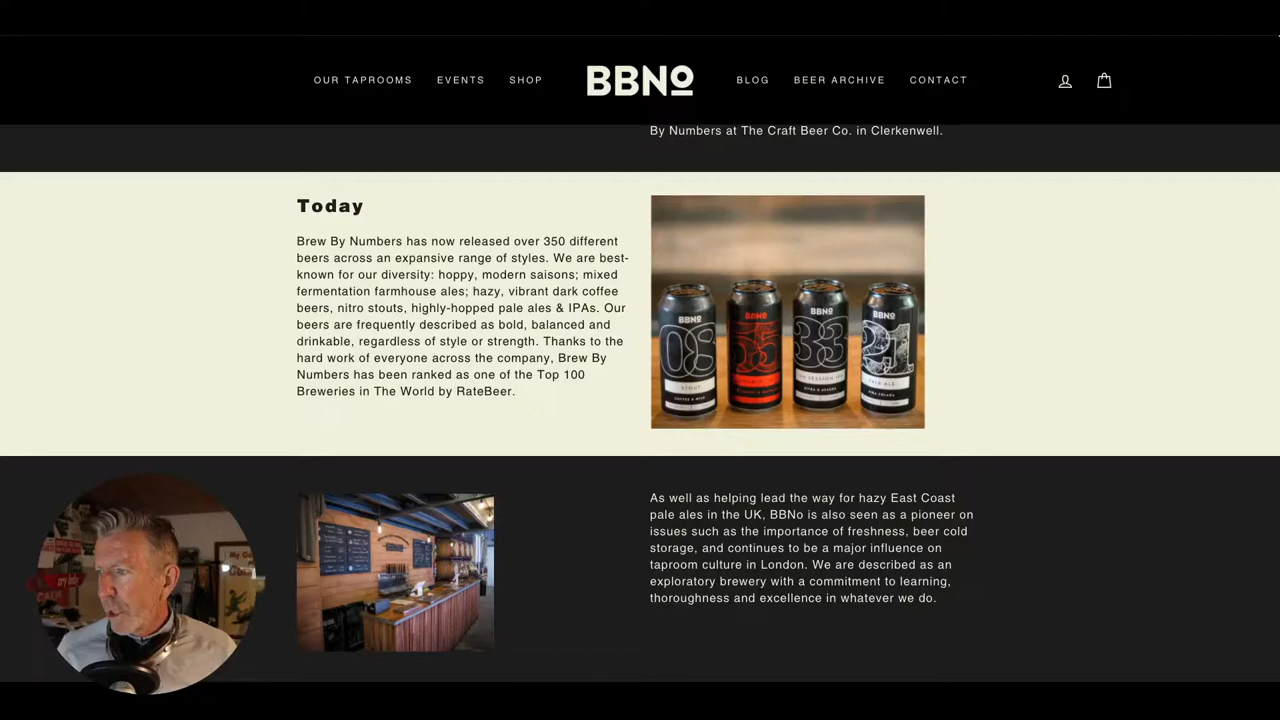 OUR TAPROOMS EVENTS SHOP BBNo BLOG BEER ARCHIVE CONTACT
By Numbers at The Craft Beer Co. in Clerkenwell.
Today
Brew By Numbers has now released over 350 different
beers across an expansive range of styles. We are best-
known for our diversity: hoppy, modern saisons; mixed
fermentation farmhouse ales; hazy, vibrant dark coffee
beers, nitro stouts, highly-hopped pale ales & IPAs. Our
beers are frequently described as bold, balanced and
drinkable, regardless of style or strength. Thanks to the
hard work of everyone across the company, Brew By
Numbers has been ranked as one of the Top 100
Breweries in The World by RateBeer.
BBNo BBNo BBNo BBNo
08 55 33 21
STOUT
PALE ALE
As well as helping lead the way for hazy East Coast
pale ales in the UK, BBNo is also seen as a pioneer on
issues such as the importance of freshness, beer cold
storage, and continues to be a major influence on
taproom culture in London. We are described as an
exploratory brewery with a commitment to learning,
thoroughness and excellence in whatever we do.